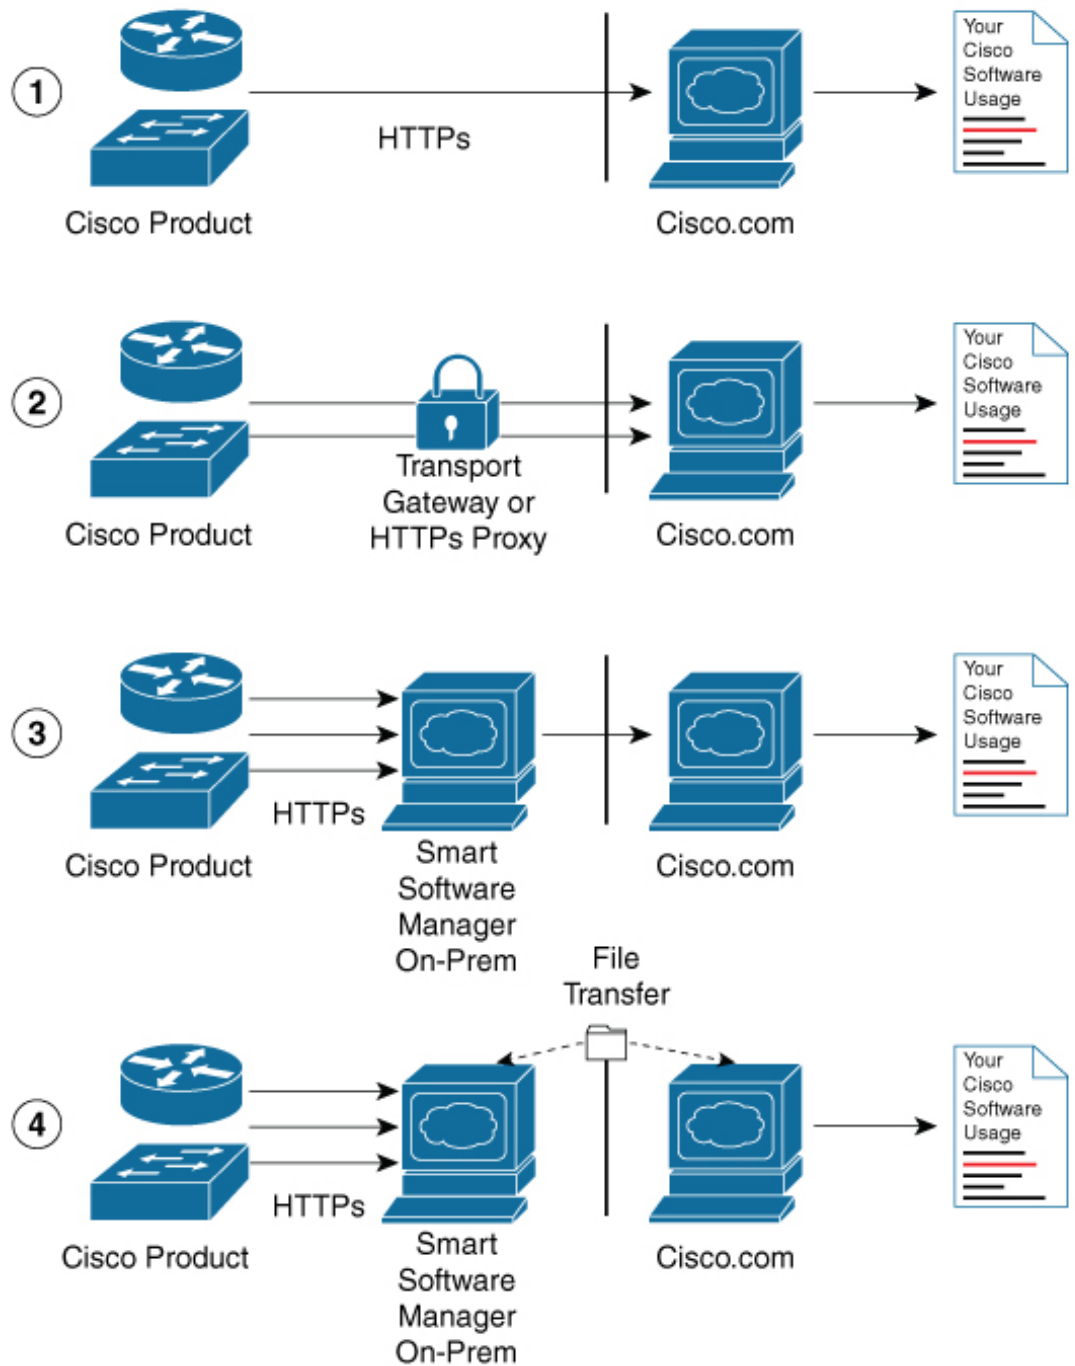 Your
Cisco
Software
Usage
1
HTTPs
Cisco Product
Cisco.com
Your
Cisco
Software
Usage
2
Transport
Gateway or
HTTPs Proxy
Cisco Product
Cisco.com
Your
Cisco
Software
Usage
3
HTTPs
Cisco Product
Smart
Software
Manager
On-Prem
Cisco.com
File
Transfer
Your
Cisco
Software
Usage
4
HTTPs
Cisco Product
Smart
Software
Manager
On-Prem
Cisco.com